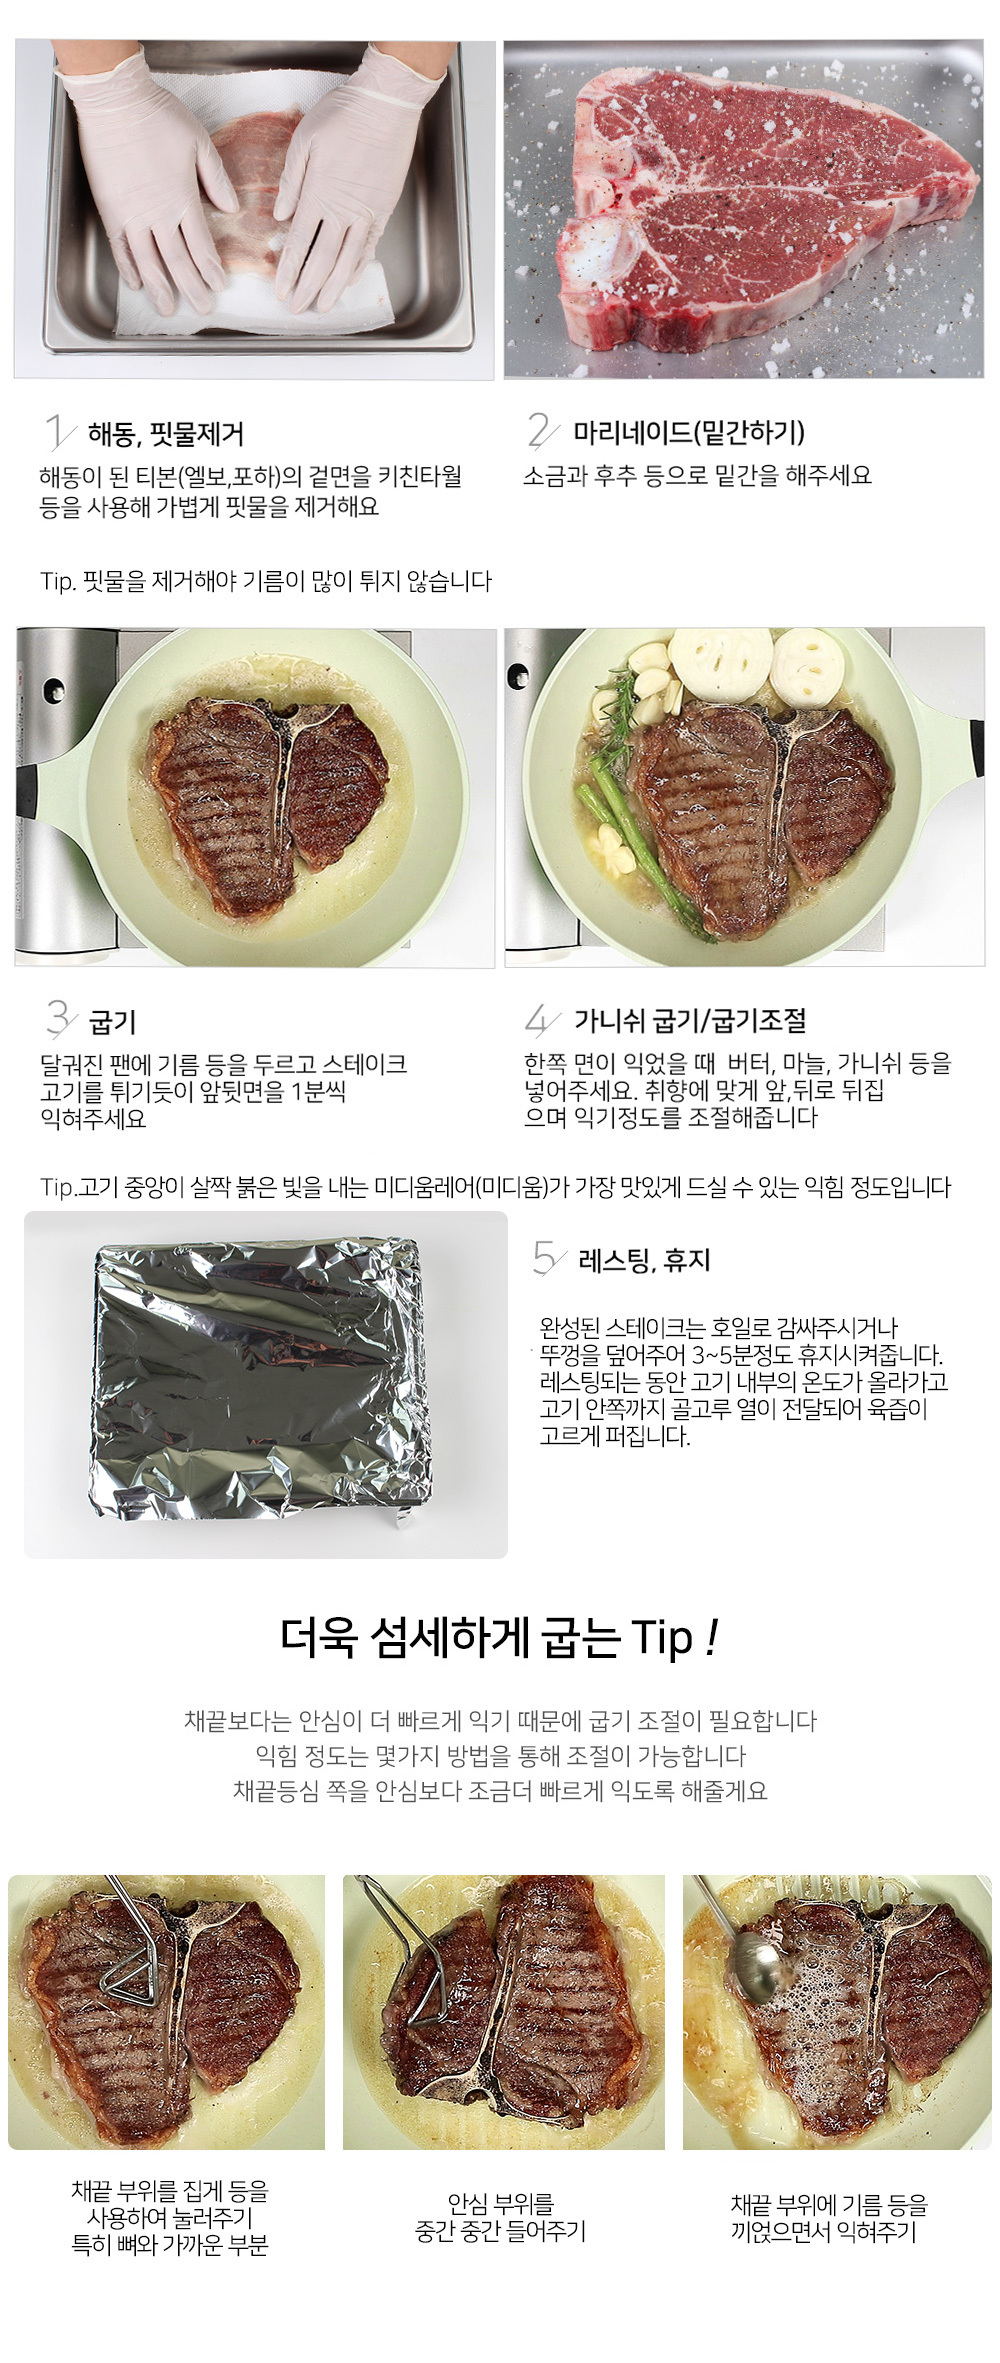 1 해동, 핏물제거
해동이 된 티본(엘보,포하)의 겉면을 키친타월
등을 사용해 가볍게 핏물을 제거해요
Tip. 핏물을 제거해야 기름이 많이 튀지 않습니다
2 마리네이드(밑간하기)
소금과 후추 등으로 밑간을 해주세요
3 굽기
달궈진 팬에 기름 등을 두르고 스테이크
고기를 튀기듯이 앞뒷면을 1분씩
익혀주세요
4 가니쉬 굽기/굽기조절
한쪽 면이 익었을 때 버터, 마늘, 가니쉬 등을
넣어주세요. 취향에 맞게 앞,뒤로 뒤집
으며 익기정도를 조절해줍니다
Tip.고기 중앙이 살짝 붉은 빛을 내는 미디움레어(미디움)가 가장 맛있게 드실 수 있는 익힘 정도입니다
5 레스팅, 휴지
완성된 스테이크는 호일로 감싸주시거나
뚜껑을 덮어주어 3~5분정도 휴지시켜줍니다.
레스팅되는 동안 고기 내부의 온도가 올라가고
고기 안쪽까지 골고루 열이 전달되어 육즙이
고르게 퍼집니다.
더욱 섬세하게 굽는 Tip !
채끝보다는 안심이 더 빠르게 익기 때문에 굽기 조절이 필요합니다
익힘 정도는 몇가지 방법을 통해 조절이 가능합니다
채끝등심 쪽을 안심보다 조금더 빠르게 익도록 해줄게요
채끝 부위를 집게 등을
사용하여 눌러주기
특히 뼈와 가까운 부분
안심 부위를
중간 중간 들어주기
채끝 부위에 기름 등을
끼얹으면서 익혀주기